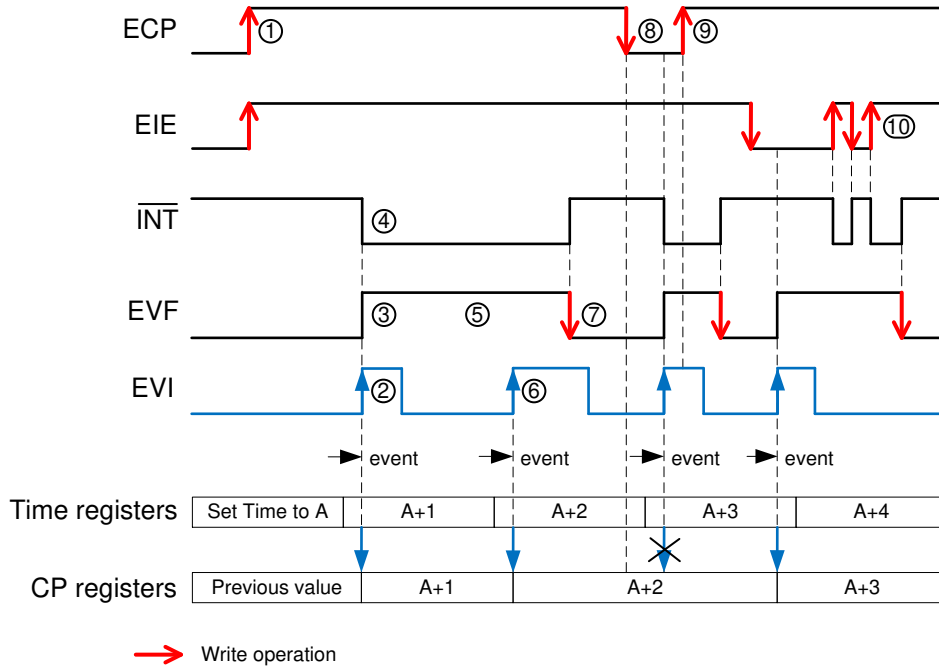 ECP ① ⑧ ⑨
EIE ⑩
INT ④
EVF ③ ⑤ ⑦
EVI ② ⑥
event event event event
Time registers Set Time to A A+1 A+2 A+3 A+4
CP registers Previous value A+1 A+2 A+3
Write operation